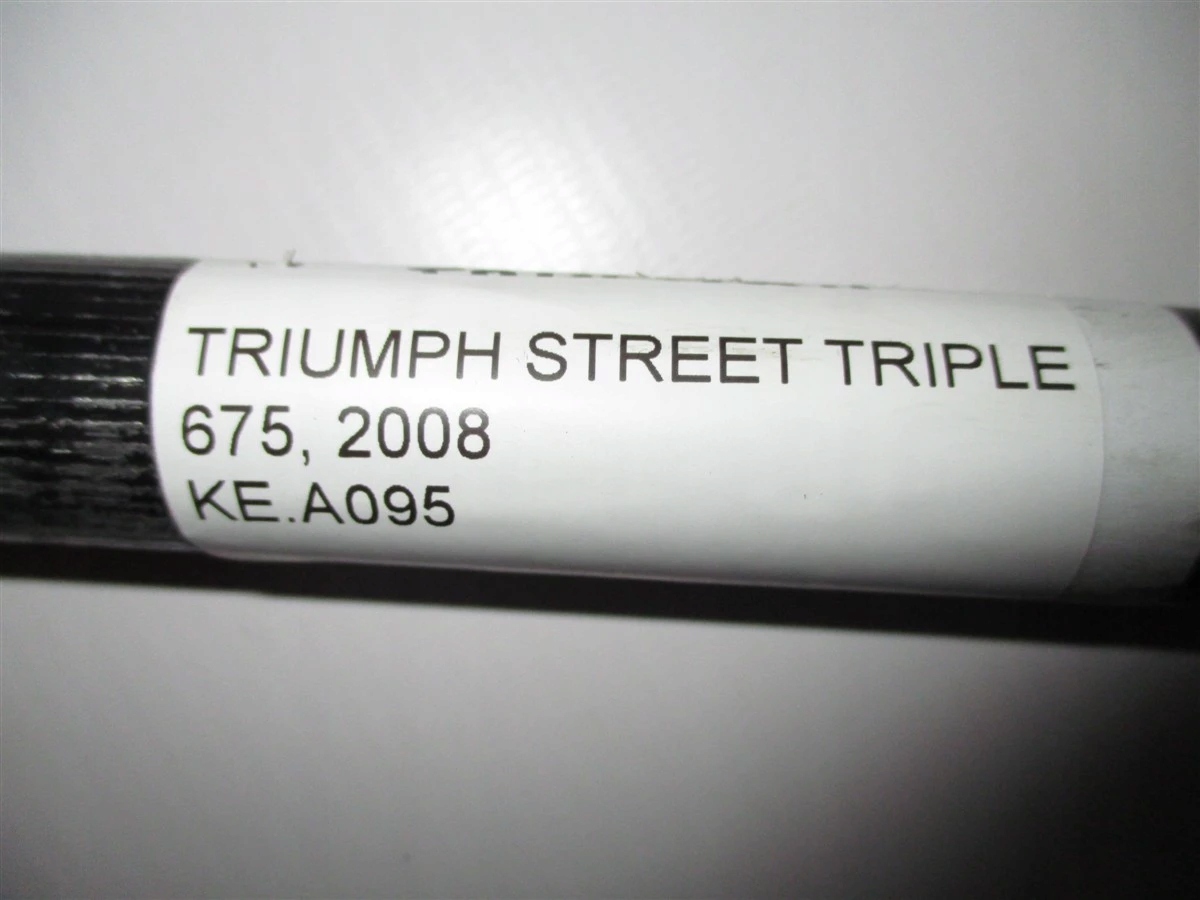 TRIUMPH STREET TRIPLE
675, 2008
KE.A095